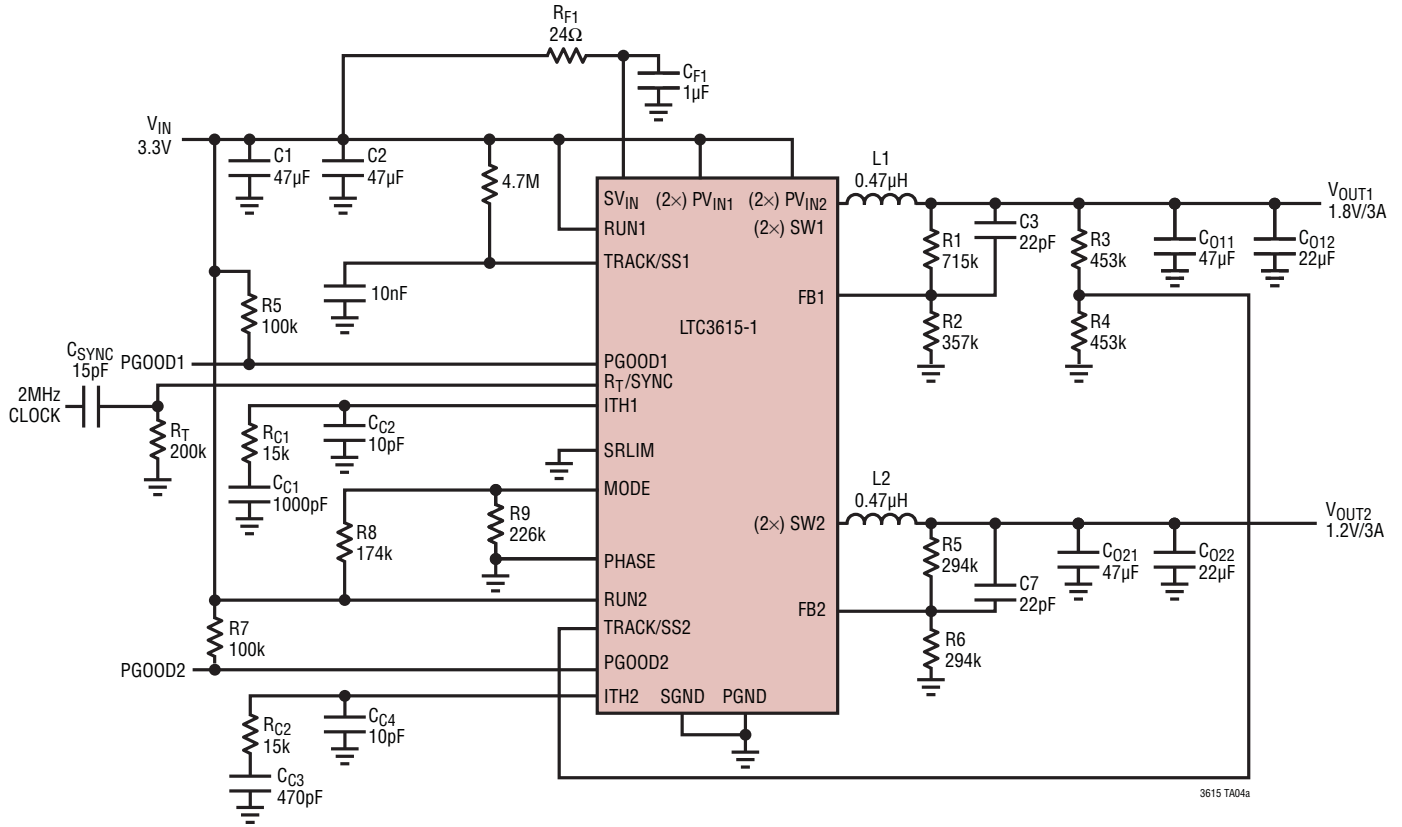 RF1
24Ω
CF1
1µF
VIN
3.3V
C1
47µF
C2
47µF
4.7M
10nF
R5
100k
PGOOD1
CSYNC
15pF
2MHz
CLOCK
RT
200k
RC1
15k
CC1
1000pF
CC2
10pF
R8
174k
R9
226k
R7
100k
PGOOD2
RC2
15k
CC3
470pF
CC4
10pF
SVIN (2×) PVIN1 (2×) PVIN2
RUN1
(2×) SW1
TRACK/SS1
FB1
LTC3615-1
PGOOD1
RT/SYNC
ITH1
SRLIM
MODE
(2×) SW2
PHASE
RUN2
FB2
TRACK/SS2
PGOOD2
ITH2 SGND PGND
L1
0.47µH
R1
715k
C3
22pF
R2
357k
R3
453k
R4
453k
CO11
47µF
CO12
22µF
VOUT1
1.8V/3A
L2
0.47µH
R5
294k
C7
22pF
R6
294k
CO21
47µF
CO22
22µF
VOUT2
1.2V/3A
3615 TA04a